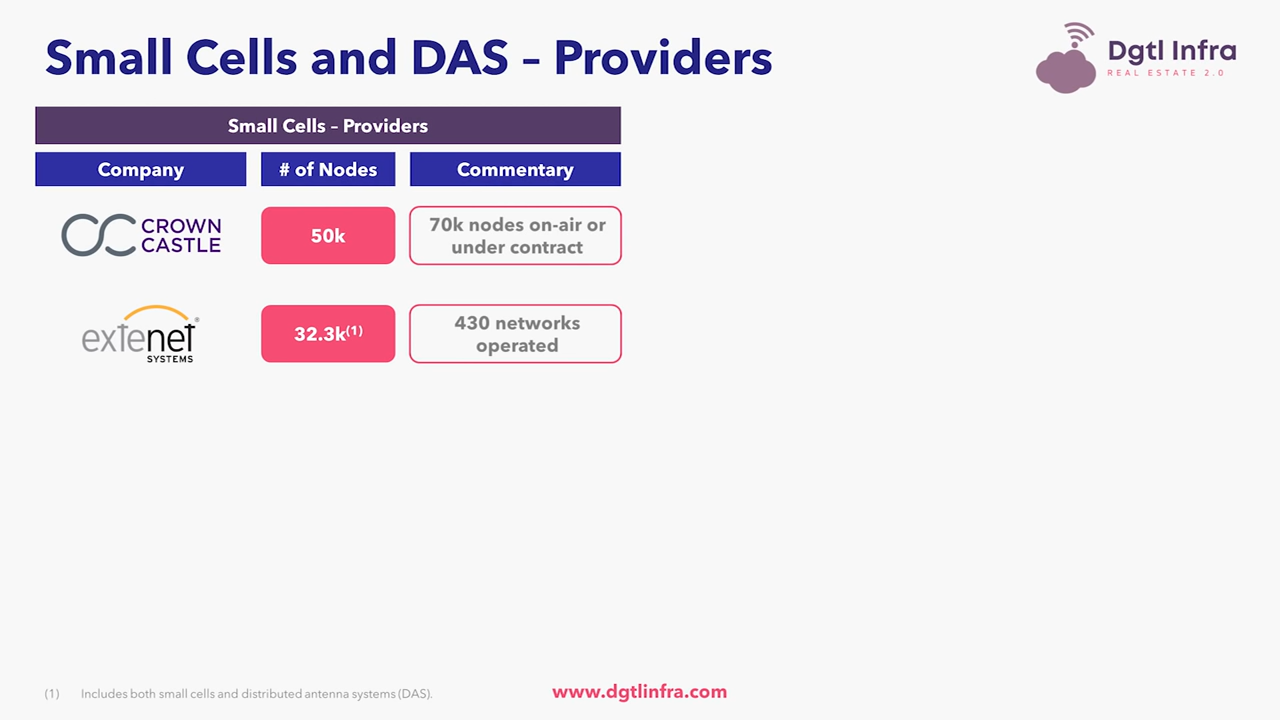 Small Cells and DAS – Providers
Dgtl Infra
REAL ESTATE 2.0
Small Cells – Providers
Company
# of Nodes
Commentary
CROWN
CASTLE
50k
70k nodes on-air or
under contract
extenet®
SYSTEMS
32.3k(1)
430 networks
operated
(1) Includes both small cells and distributed antenna systems (DAS).
www.dgtlinfra.com